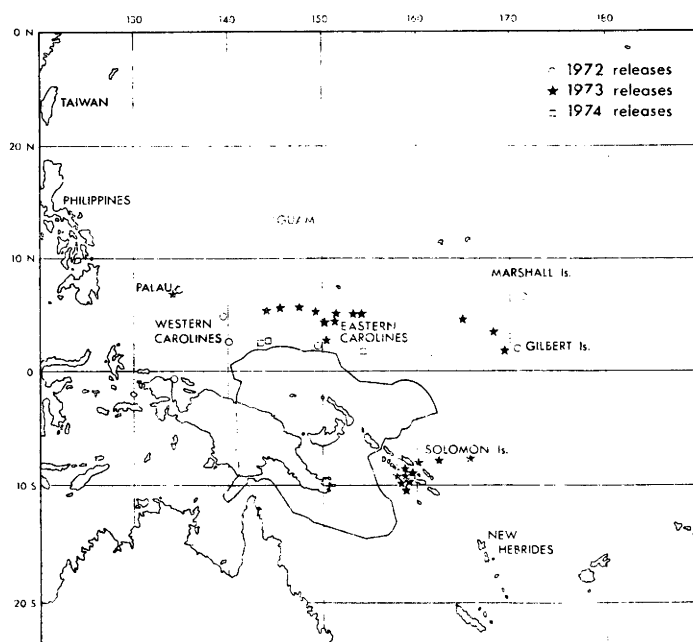 130 140 150 160 170 180
0 N
1972 releases
1973 releases
1974 releases
TAIWAN
20 N
PHILIPPINES
GUAM
10 N
MARSHALL Is.
PALAU
WESTERN
CAROLINES
EASTERN
CAROLINES
GILBERT Is.
0
SOLOMON Is.
10 S
NEW
HEBRIDES
20 S